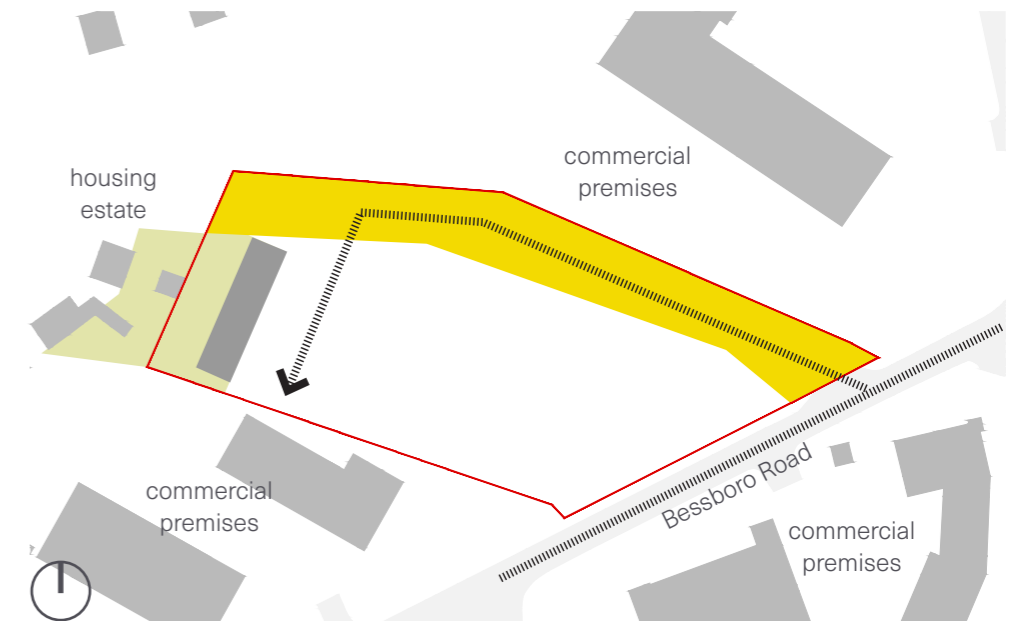 commercial
premises
housing
estate
commercial
premises
Bessboro Road
commercial
premises